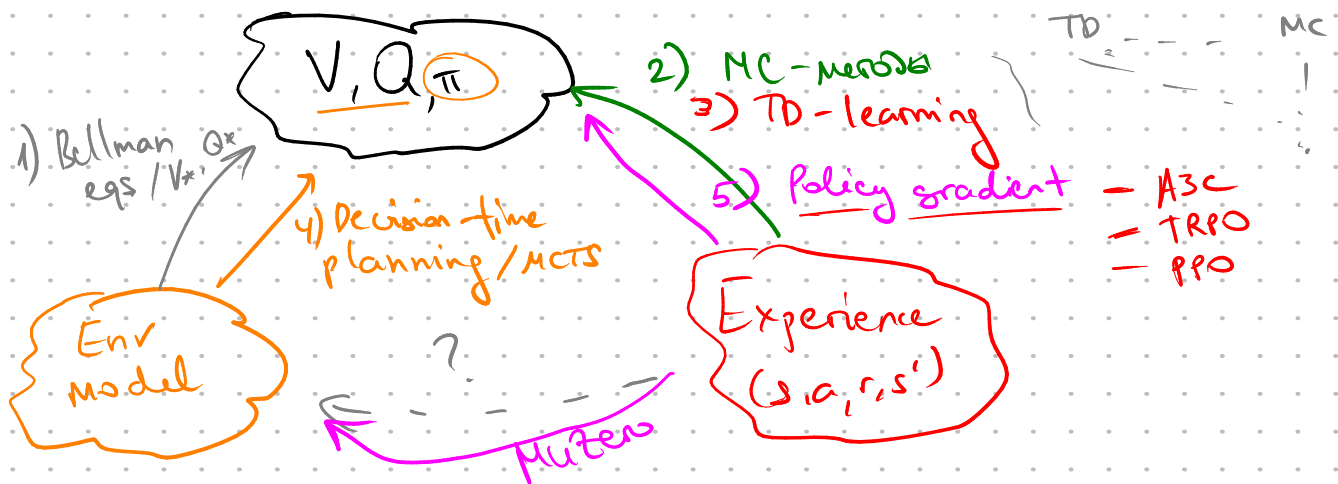 TD - - - MC
V, Q, π
2) MC-методы
3) TD-learning
1) Bellman Q*
eqs / V*,
5) Policy gradient - A3C
- TRPO
- PPO
4) Decision-time
planning / MCTS
Env
model
?
Experience
(s, a, r, s')
MuZero